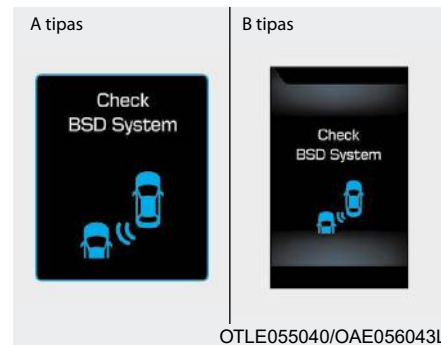 A tipas
Check
BSD System
B tipas
Check
BSD System
OTLE055040/OAE056043L